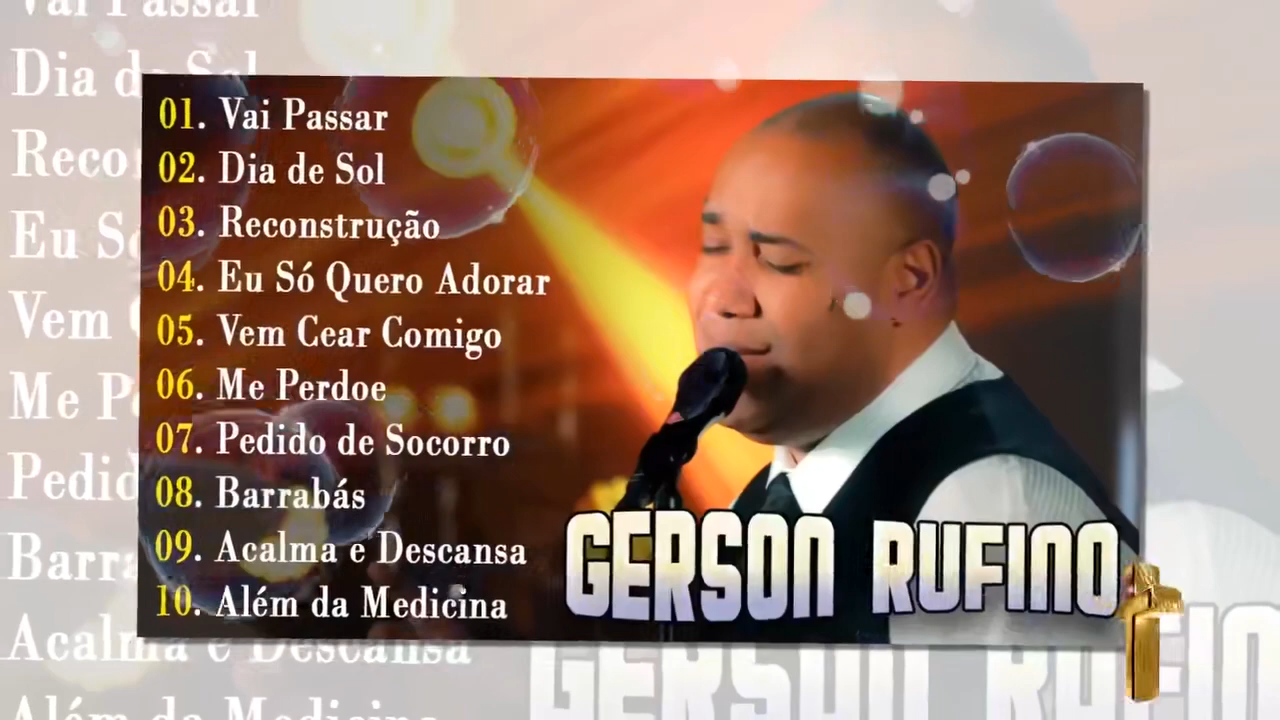 01. Vai Passar
02. Dia de Sol
03. Reconstrução
04. Eu Só Quero Adorar
05. Vem Cear Comigo
06. Me Perdoe
07. Pedido de Socorro
08. Barrabás
09. Acalma e Descansa
10. Além da Medicina
GERSON RUFINO